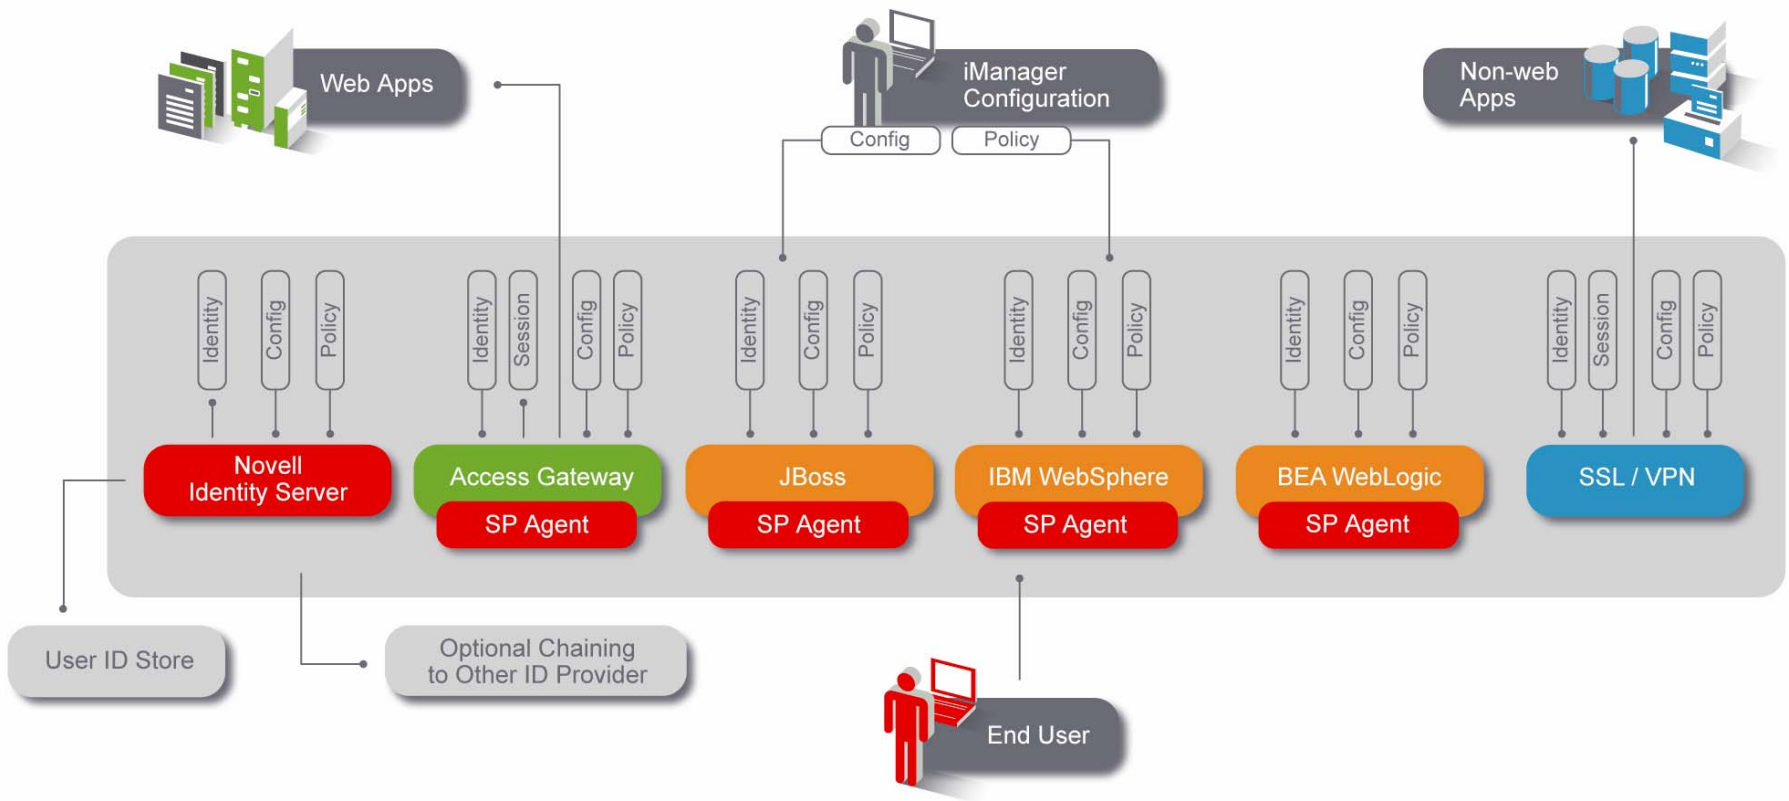 Web Apps
iManager
Configuration
Non-web
Apps
Config
Policy
Identity
Config
Policy
Identity
Session
Config
Policy
Identity
Config
Policy
Identity
Config
Policy
Identity
Config
Policy
Identity
Session
Config
Policy
Novell
Identity Server
Access Gateway
SP Agent
JBoss
SP Agent
IBM WebSphere
SP Agent
BEA WebLogic
SP Agent
SSL / VPN
User ID Store
Optional Chaining
to Other ID Provider
End User